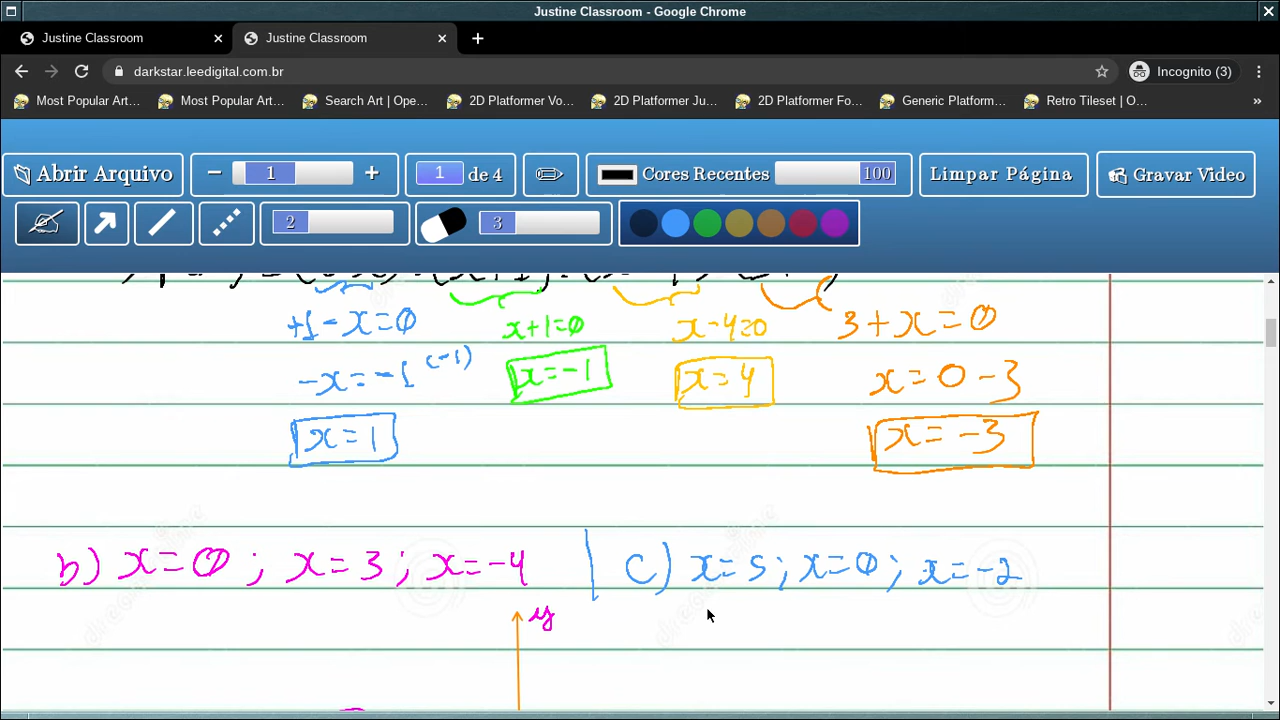 Justine Classroom - Google Chrome
Justine Classroom × Justine Classroom × +
darkstar.leedigital.com.br Incognito (3)
Most Popular Art... Most Popular Wa... Search Art | Ope... 2D Platformer Vo... 2D Platformer Ju... 2D Platformer Fo... Generic Platform... Retro Tileset | O... »
Abrir Arquivo − 1 + 1 de 4 Cores Recentes 100 Limpar Página Gravar Video
2 3
+1-x=0 x+1=0 x-4=0 3+x=0
-x=-1 (-1) x=-1 x=4 x=0-3
x=1 x=-3
b) x=0; x=3; x=-4 | C) x=5; x=0; x=-2
y